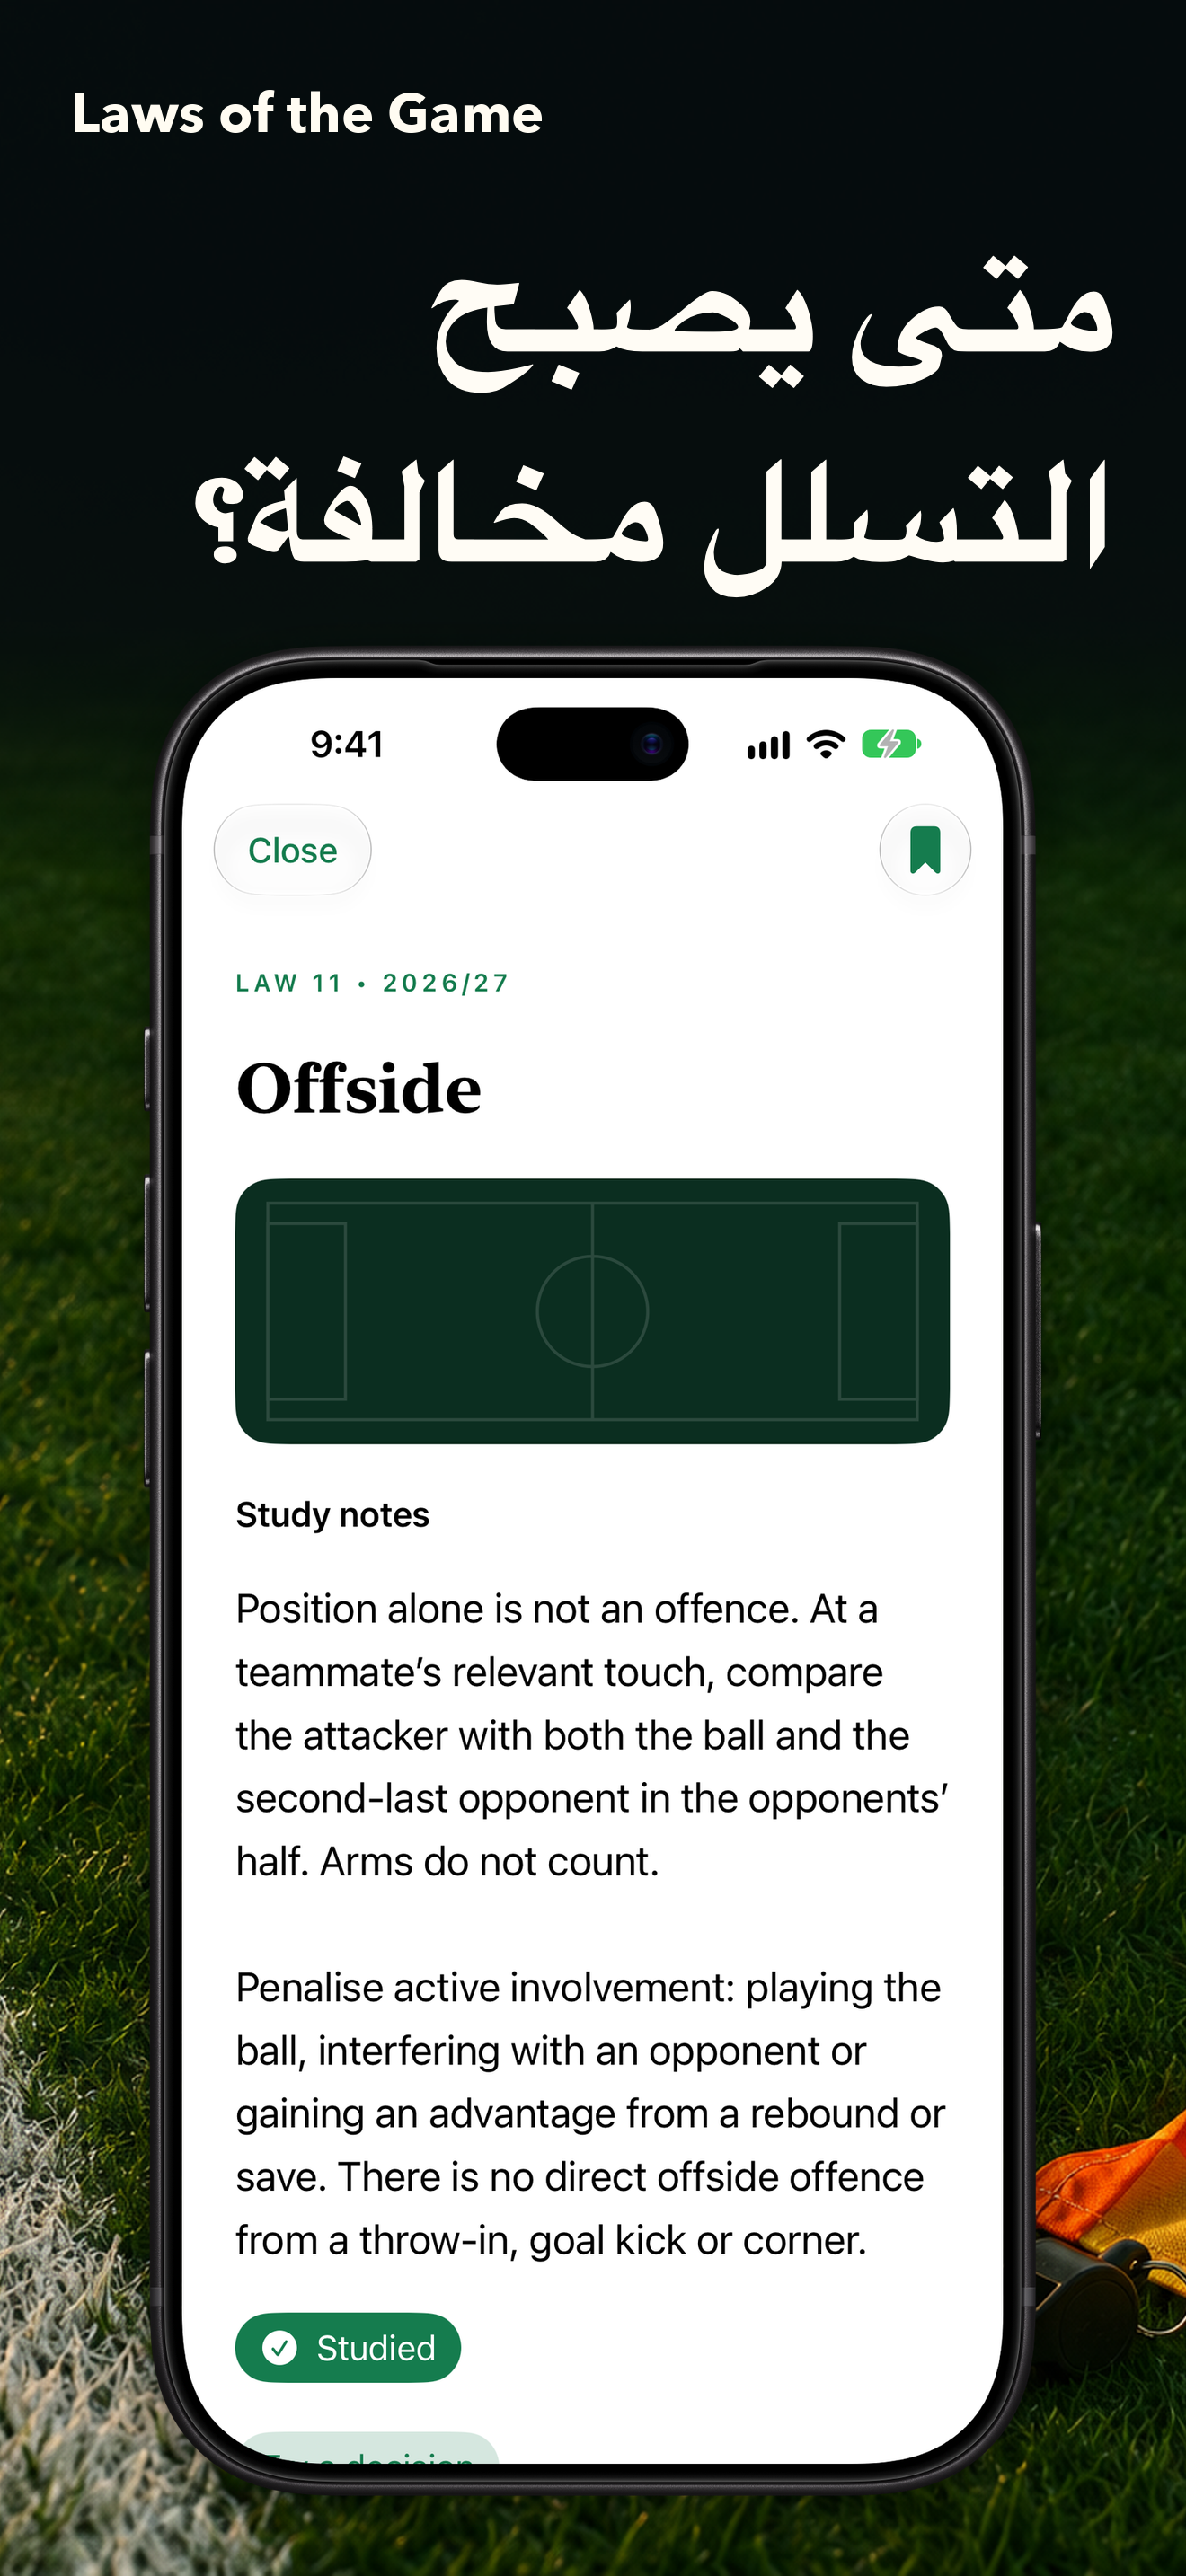 Laws of the Game
متى يصبح
التسلل مخالفة؟
9:41
Close
LAW 11 • 2026/27
Offside
Study notes
Position alone is not an offence. At a
teammate’s relevant touch, compare
the attacker with both the ball and the
second-last opponent in the opponents’
half. Arms do not count.
Penalise active involvement: playing the
ball, interfering with an opponent or
gaining an advantage from a rebound or
save. There is no direct offside offence
from a throw-in, goal kick or corner.
Studied
a decision